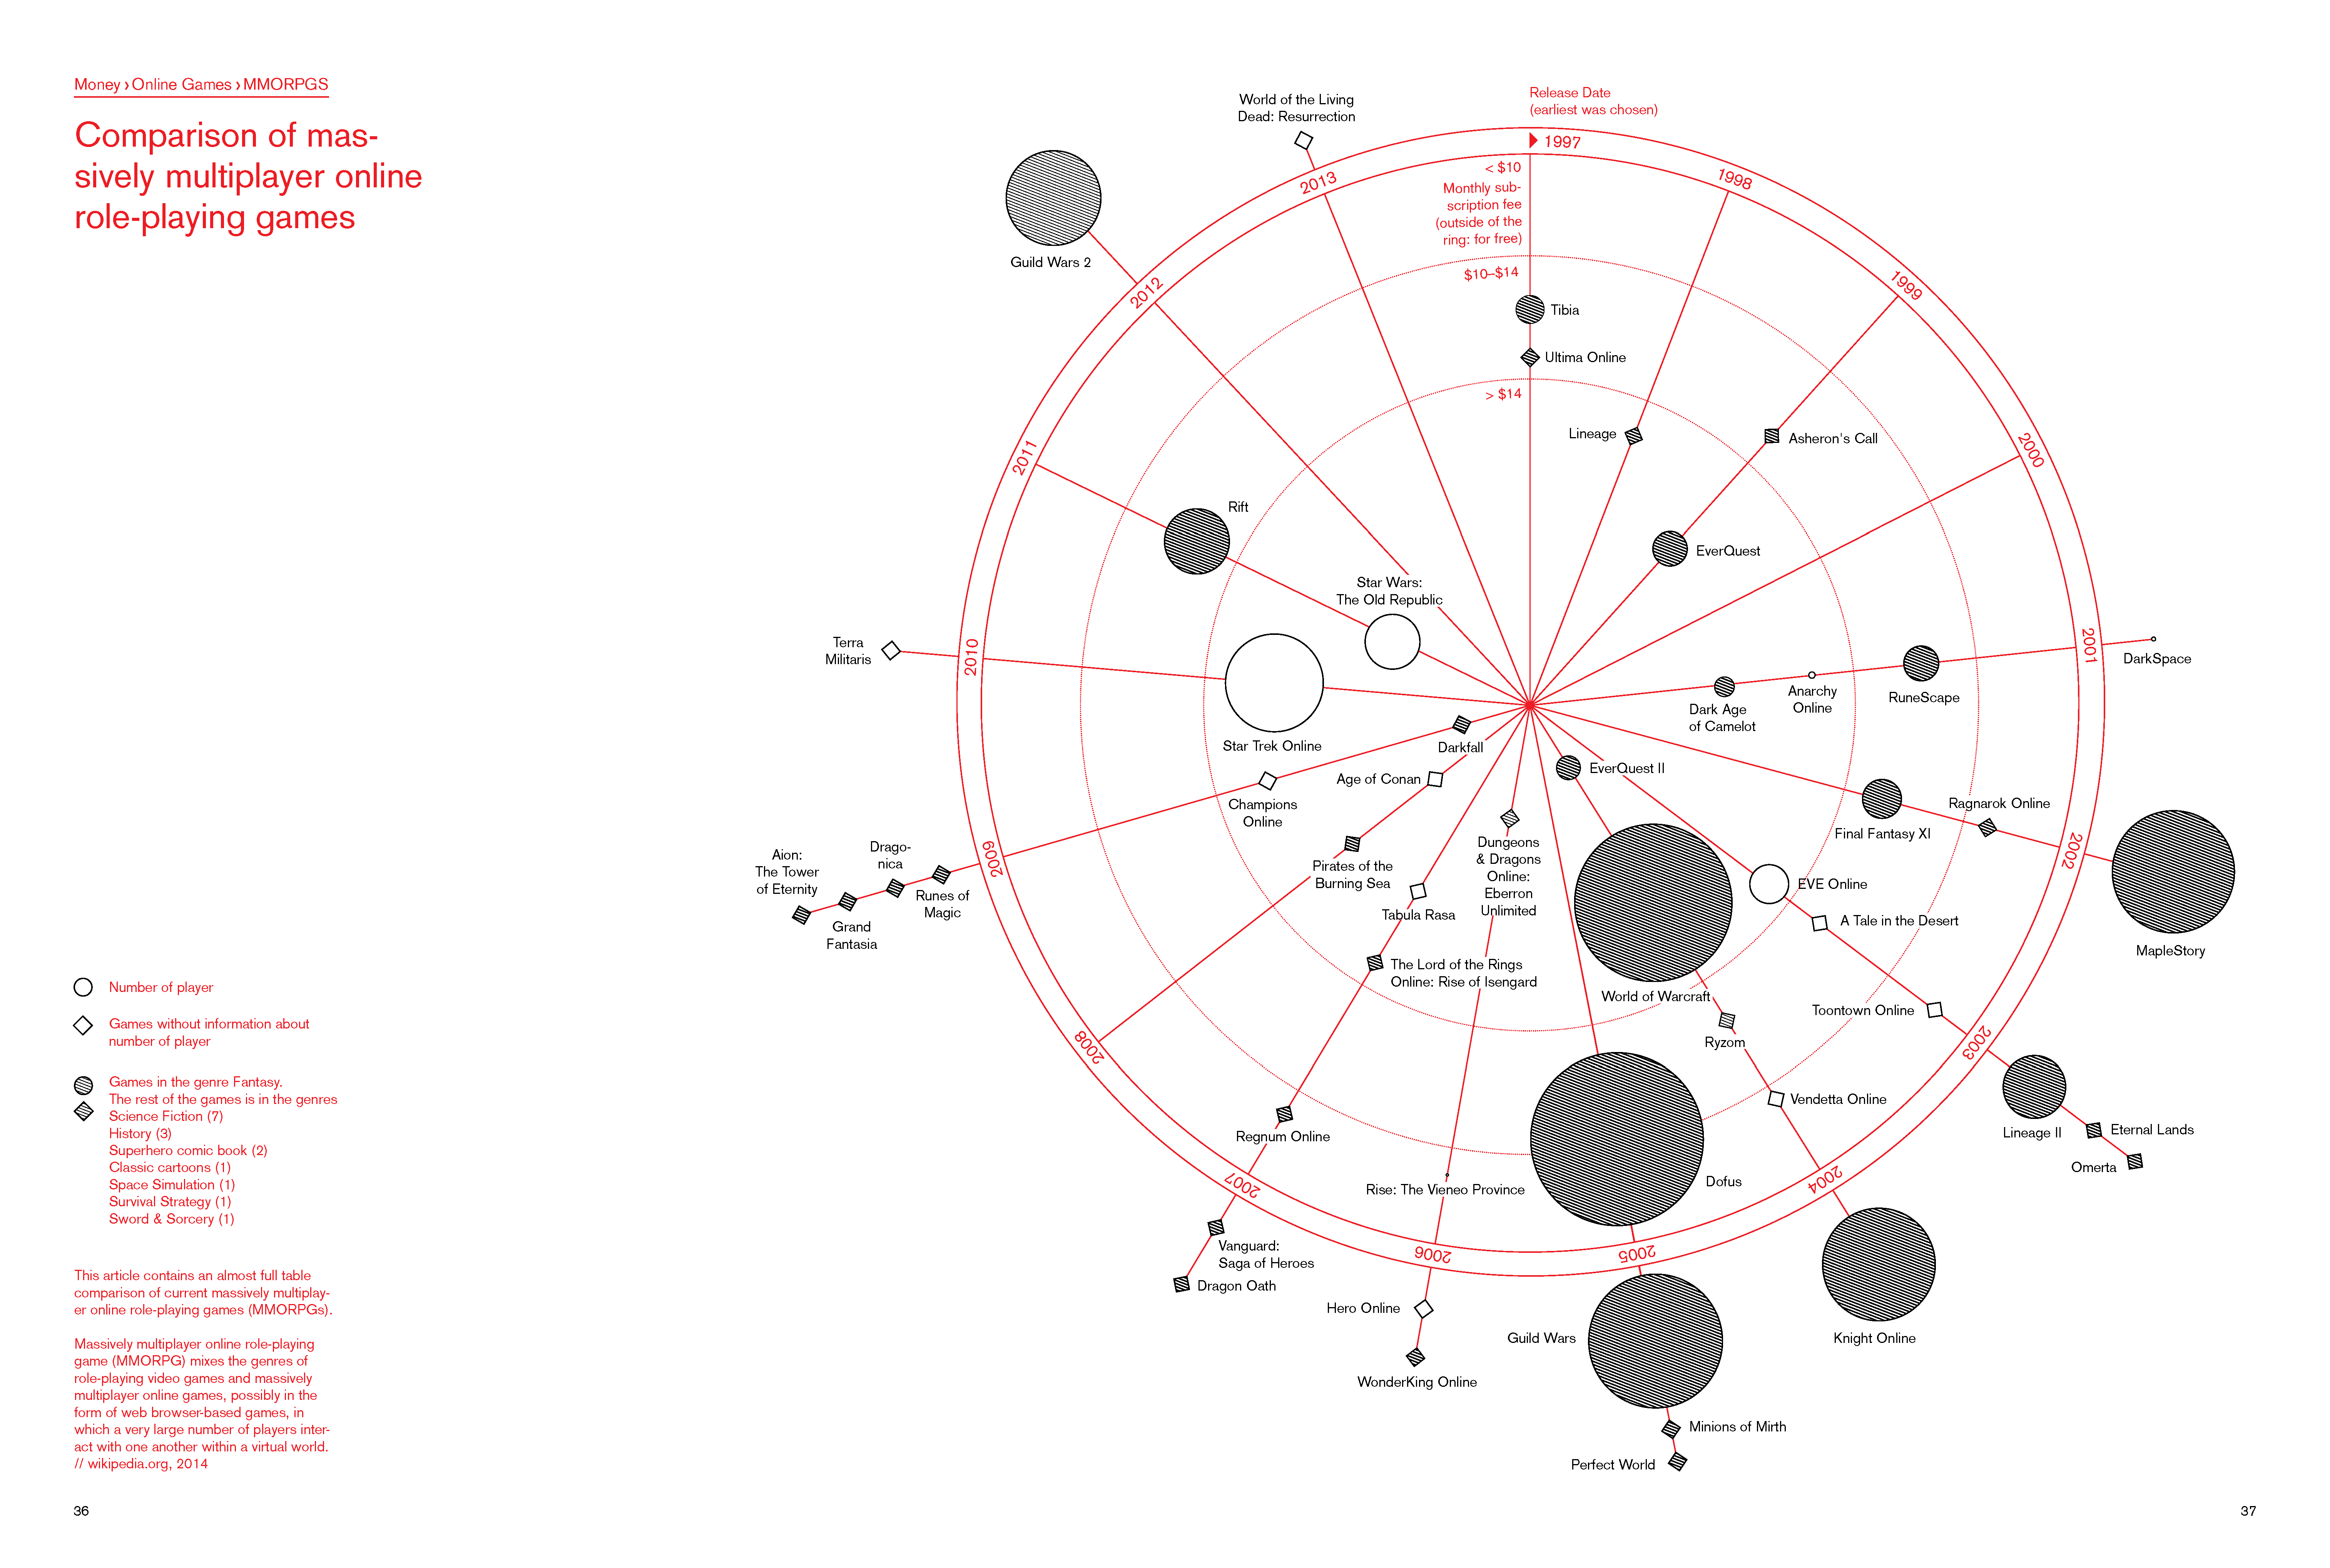 Money › Online Games › MMORPGS
Comparison of mas-
sively multiplayer online
role-playing games
Number of player
Games without information about
number of player
Games in the genre Fantasy.
The rest of the games is in the genres
Science Fiction (7)
History (3)
Superhero comic book (2)
Classic cartoons (1)
Space Simulation (1)
Survival Strategy (1)
Sword & Sorcery (1)
This article contains an almost full table
comparison of current massively multiplay-
er online role-playing games (MMORPGs).
Massively multiplayer online role-playing
game (MMORPG) mixes the genres of
role-playing video games and massively
multiplayer online games, possibly in the
form of web browser-based games, in
which a very large number of players inter-
act with one another within a virtual world.
// wikipedia.org, 2014
36
Release Date
(earliest was chosen)
1997
< $10
Monthly sub-
scription fee
(outside of the
ring: for free)
$10–$14
> $14
Tibia
Ultima Online
1998
Lineage
1999
Asheron's Call
EverQuest
2000
2001
DarkSpace
RuneScape
Anarchy
Online
Dark Age
of Camelot
2002
Final Fantasy XI
Ragnarok Online
MapleStory
2003
EVE Online
A Tale in the Desert
Toontown Online
Lineage II
Eternal Lands
Omerta
2004
EverQuest II
World of Warcraft
Ryzom
Vendetta Online
Knight Online
2005
Dofus
Guild Wars
Minions of Mirth
Perfect World
2006
Dungeons
& Dragons
Online:
Eberron
Unlimited
Rise: The Vieneo Province
Hero Online
WonderKing Online
2007
Tabula Rasa
The Lord of the Rings
Online: Rise of Isengard
Regnum Online
Vanguard:
Saga of Heroes
Dragon Oath
2008
Age of Conan
Pirates of the
Burning Sea
2009
Darkfall
Champions
Online
Runes of
Magic
Drago-
nica
Grand
Fantasia
Aion:
The Tower
of Eternity
2010
Star Trek Online
Terra
Militaris
2011
Star Wars:
The Old Republic
Rift
2012
Guild Wars 2
2013
World of the Living
Dead: Resurrection
37